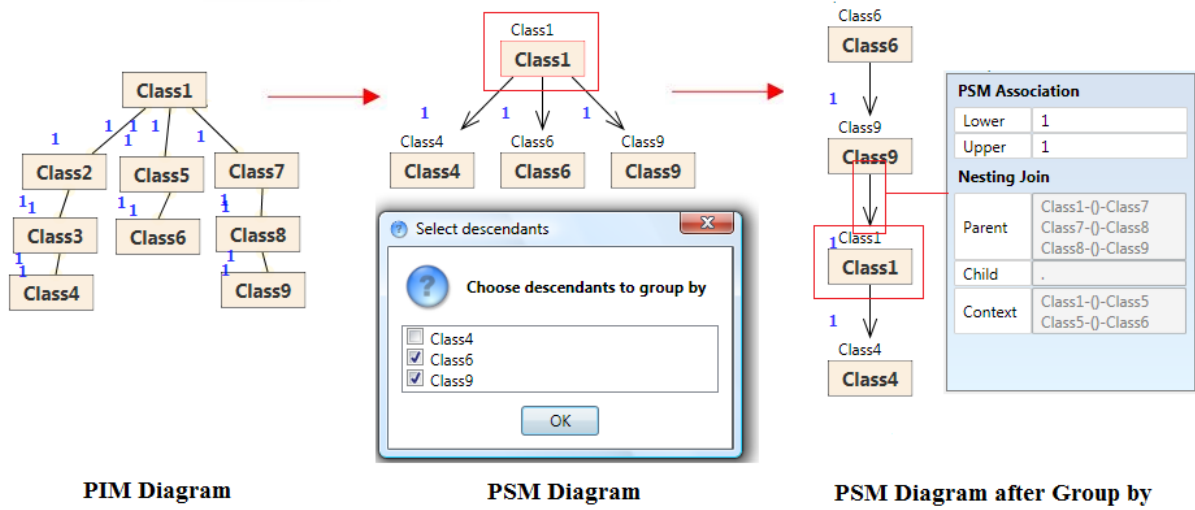 Class1
1
1
1
1
1
1
Class2
Class5
Class7
1
1
1
1
1
1
Class3
Class6
Class8
1
1
1
1
Class4
Class9
PIM Diagram
Class1
Class1
1
1
1
Class4
Class6
Class9
Class4
Class6
Class9
Select descendants
Choose descendants to group by
Class4
Class6
Class9
OK
PSM Diagram
Class6
Class6
1
Class9
Class9
1
Class1
Class1
1
Class4
Class4
PSM Association
Lower 1
Upper 1
Nesting Join
Parent
Class1-()-Class7
Class7-()-Class8
Class8-()-Class9
Child .
Context
Class1-()-Class5
Class5-()-Class6
PSM Diagram after Group by